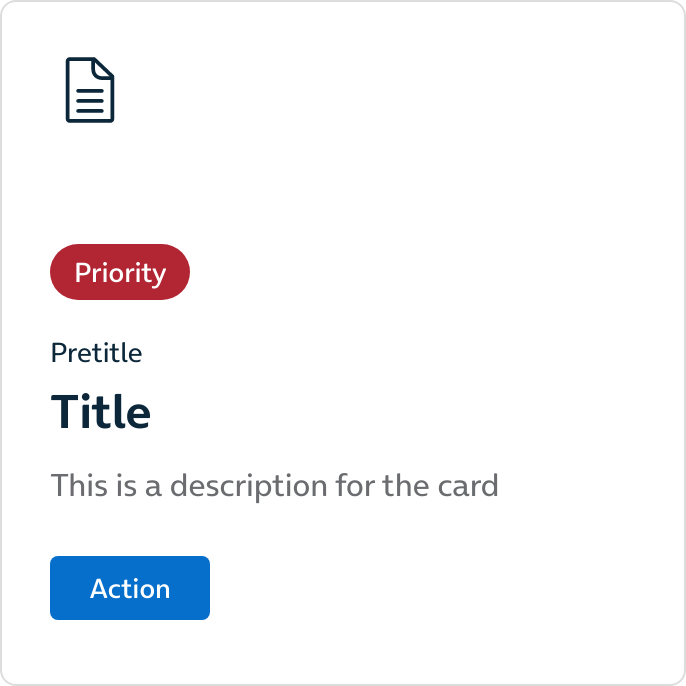 Priority
Pretitle
Title
This is a description for the card
Action